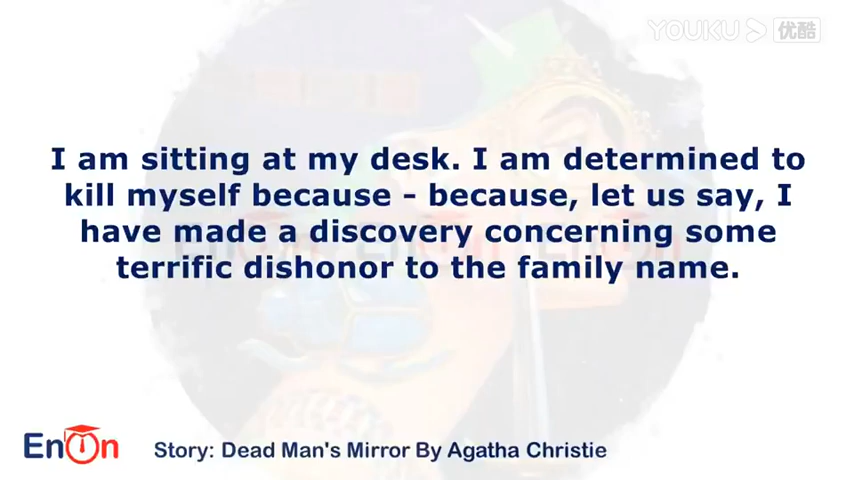 YOUKU 优酷
I am sitting at my desk. I am determined to
kill myself because - because, let us say, I
have made a discovery concerning some
terrific dishonor to the family name.
EnOn
Story: Dead Man's Mirror By Agatha Christie